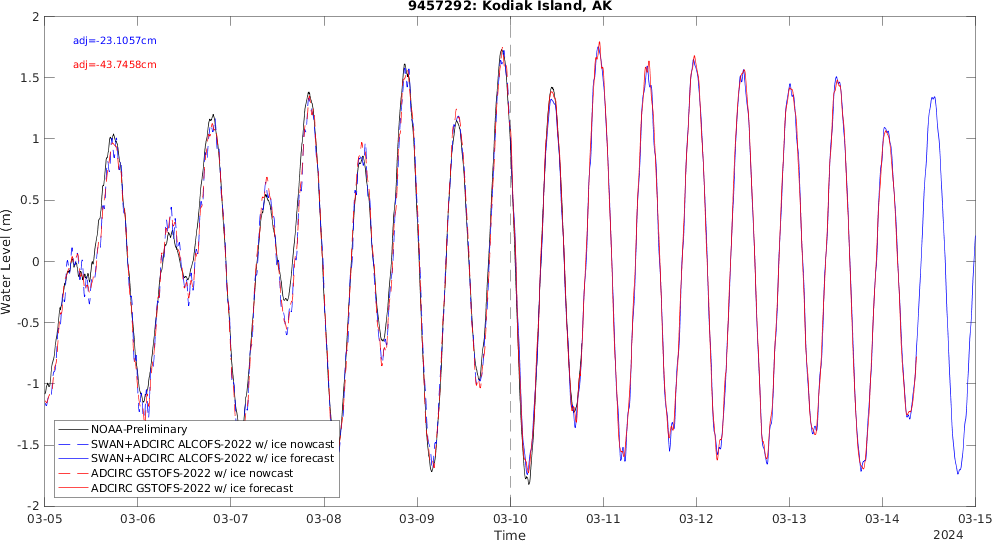 9457292: Kodiak Island, AK
adj=-23.1057cm
adj=-43.7458cm
Water Level (m)
2
1.5
1
0.5
0
-0.5
-1
-1.5
-2
NOAA-Preliminary
SWAN+ADCIRC ALCOFS-2022 w/ ice nowcast
SWAN+ADCIRC ALCOFS-2022 w/ ice forecast
ADCIRC GSTOFS-2022 w/ ice nowcast
ADCIRC GSTOFS-2022 w/ ice forecast
03-05 03-06 03-07 03-08 03-09 03-10 03-11 03-12 03-13 03-14 03-15
Time
2024